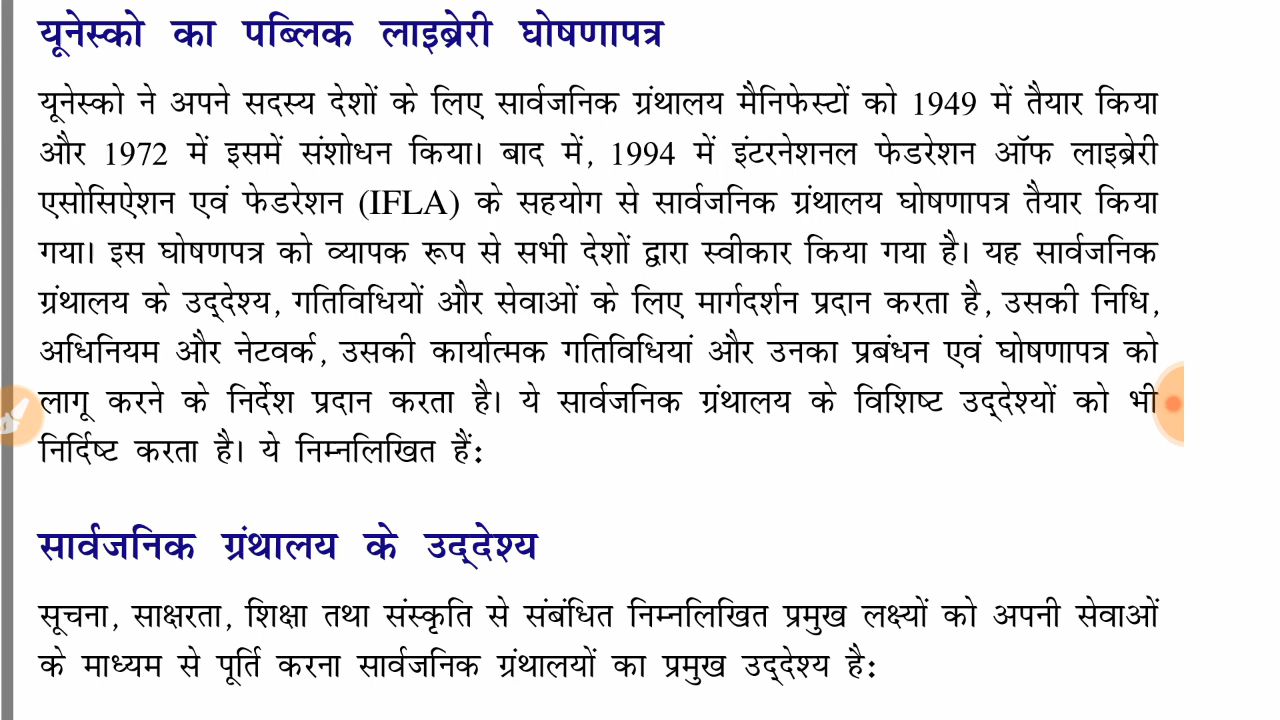 यूनेस्को का पब्लिक लाइब्रेरी घोषणापत्र
यूनेस्को ने अपने सदस्य देशों के लिए सार्वजनिक ग्रंथालय मैनिफेस्टों को 1949 में तैयार किया
और 1972 में इसमें संशोधन किया। बाद में, 1994 में इंटरनेशनल फेडरेशन ऑफ लाइब्रेरी
एसोसिऐशन एवं फेडरेशन (IFLA) के सहयोग से सार्वजनिक ग्रंथालय घोषणापत्र तैयार किया
गया। इस घोषणपत्र को व्यापक रूप से सभी देशों द्वारा स्वीकार किया गया है। यह सार्वजनिक
ग्रंथालय के उद्देश्य, गतिविधियों और सेवाओं के लिए मार्गदर्शन प्रदान करता है, उसकी निधि,
अधिनियम और नेटवर्क, उसकी कार्यात्मक गतिविधियां और उनका प्रबंधन एवं घोषणापत्र को
लागू करने के निर्देश प्रदान करता है। ये सार्वजनिक ग्रंथालय के विशिष्ट उद्देश्यों को भी
निर्दिष्ट करता है। ये निम्नलिखित हैं:
सार्वजनिक ग्रंथालय के उद्देश्य
सूचना, साक्षरता, शिक्षा तथा संस्कृति से संबंधित निम्नलिखित प्रमुख लक्ष्यों को अपनी सेवाओं
के माध्यम से पूर्ति करना सार्वजनिक ग्रंथालयों का प्रमुख उद्देश्य है: